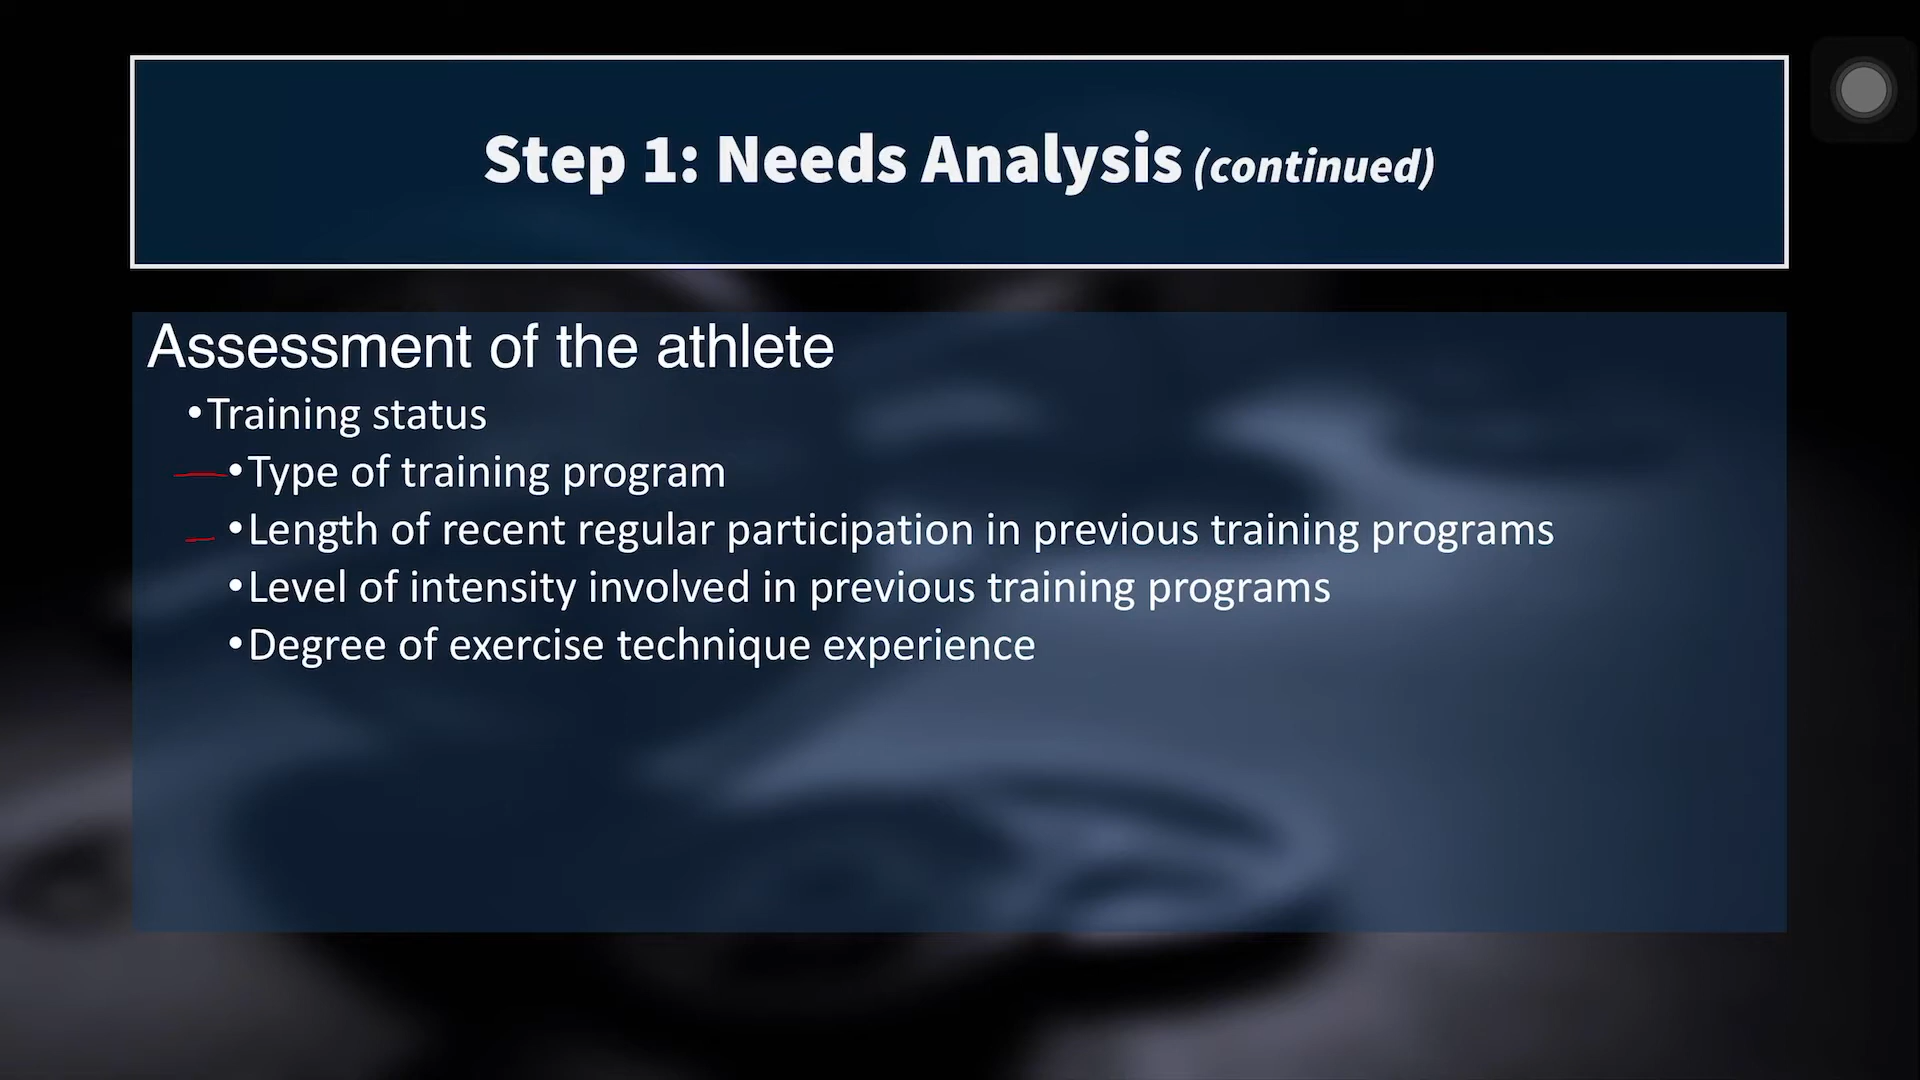 Step 1: Needs Analysis (continued)
Assessment of the athlete
•Training status
•Type of training program
•Length of recent regular participation in previous training programs
•Level of intensity involved in previous training programs
•Degree of exercise technique experience